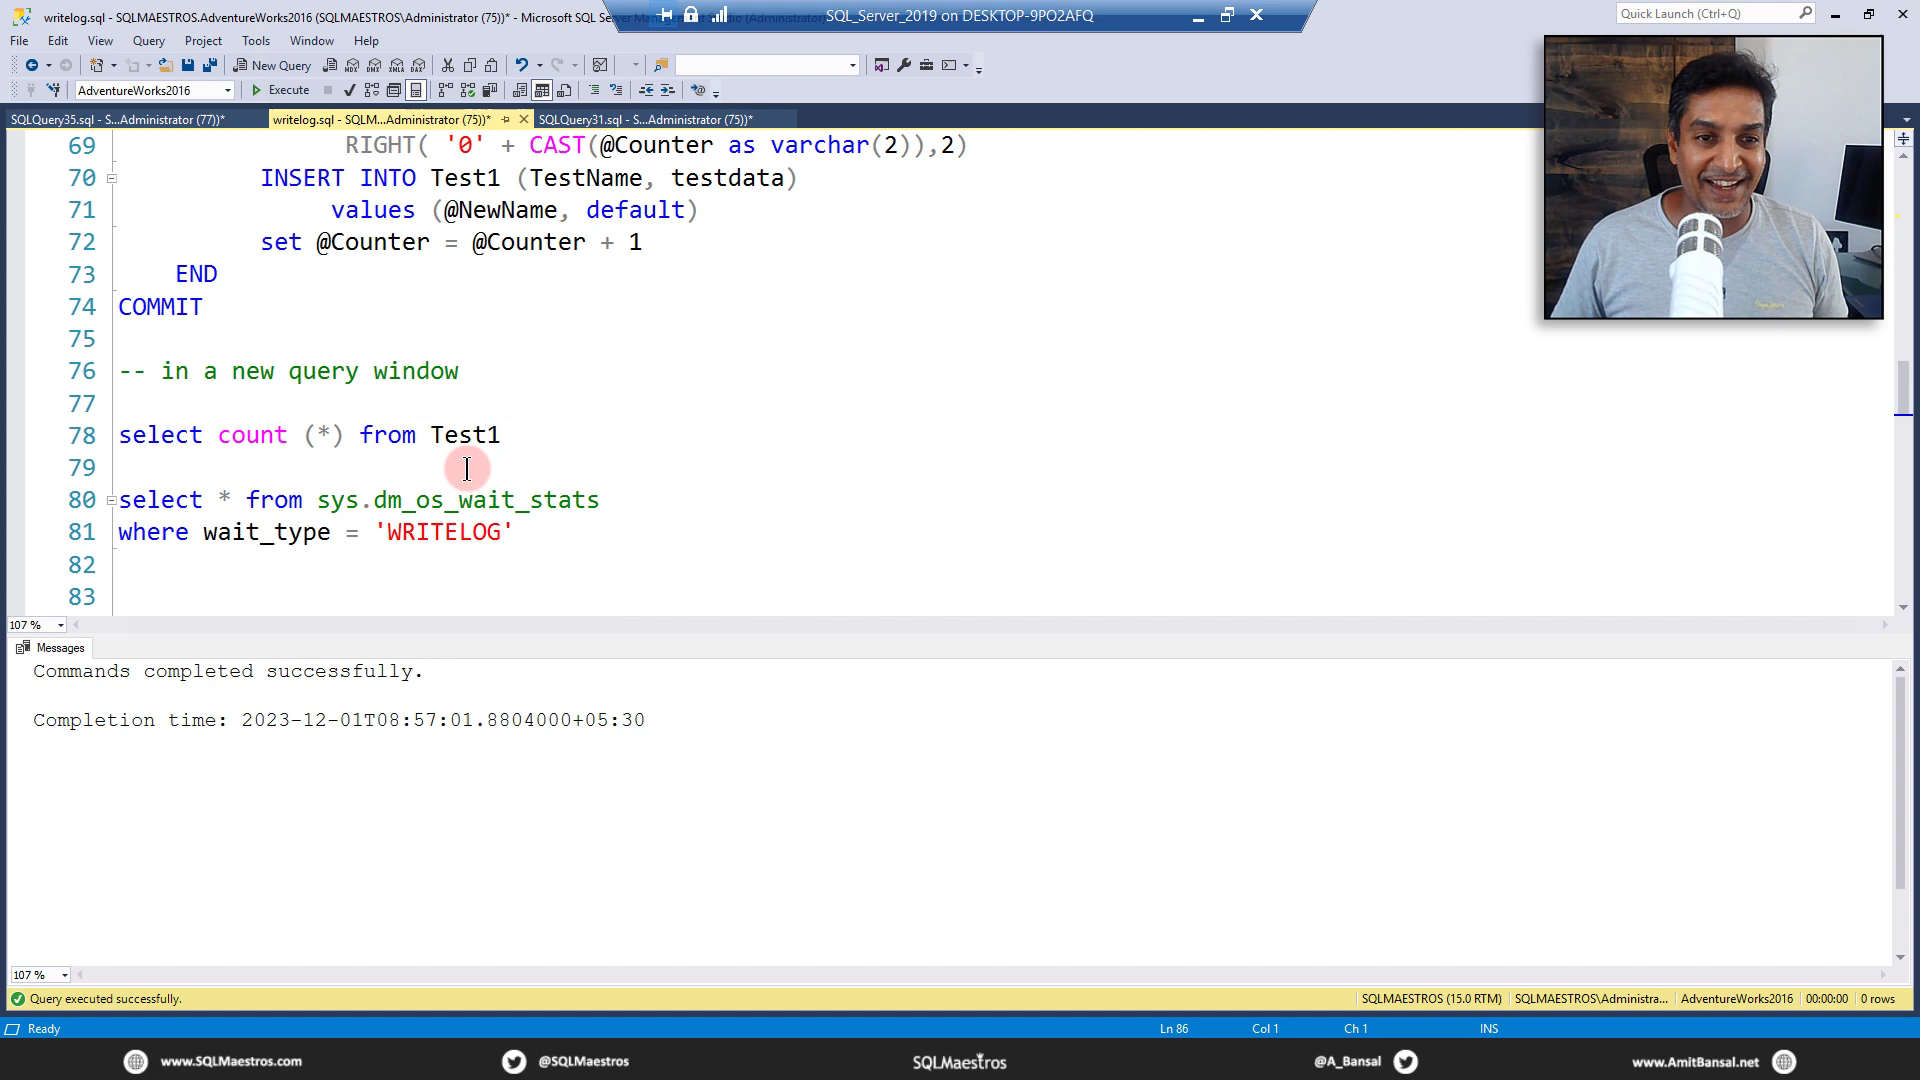 writelog.sql - SQLMAESTROS.AdventureWorks2016 (SQLMAESTROS\Administrator (75))* - Microsoft SQL Ser
SQL_Server_2019 on DESKTOP-9PO2AFQ
Quick Launch (Ctrl+Q)
File Edit View Query Project Tools Window Help
New Query
AdventureWorks2016
Execute
SQLQuery35.sql - S...Administrator (77))*
writelog.sql - SQLM...Administrator (75))*
SQLQuery31.sql - S...Administrator (75))*
69 RIGHT( '0' + CAST(@Counter as varchar(2)),2)
70 INSERT INTO Test1 (TestName, testdata)
71 values (@NewName, default)
72 set @Counter = @Counter + 1
73 END
74 COMMIT
75
76 -- in a new query window
77
78 select count (*) from Test1
79
80 select * from sys.dm_os_wait_stats
81 where wait_type = 'WRITELOG'
82
83
107 %
Messages
Commands completed successfully.
Completion time: 2023-12-01T08:57:01.8804000+05:30
107 %
Query executed successfully.
SQLMAESTROS (15.0 RTM) SQLMAESTROS\Administra... AdventureWorks2016 00:00:00 0 rows
Ready
Ln 86 Col 1 Ch 1 INS
www.SQLMaestros.com @SQLMaestros SQLMaestros @A_Bansal www.AmitBansal.net